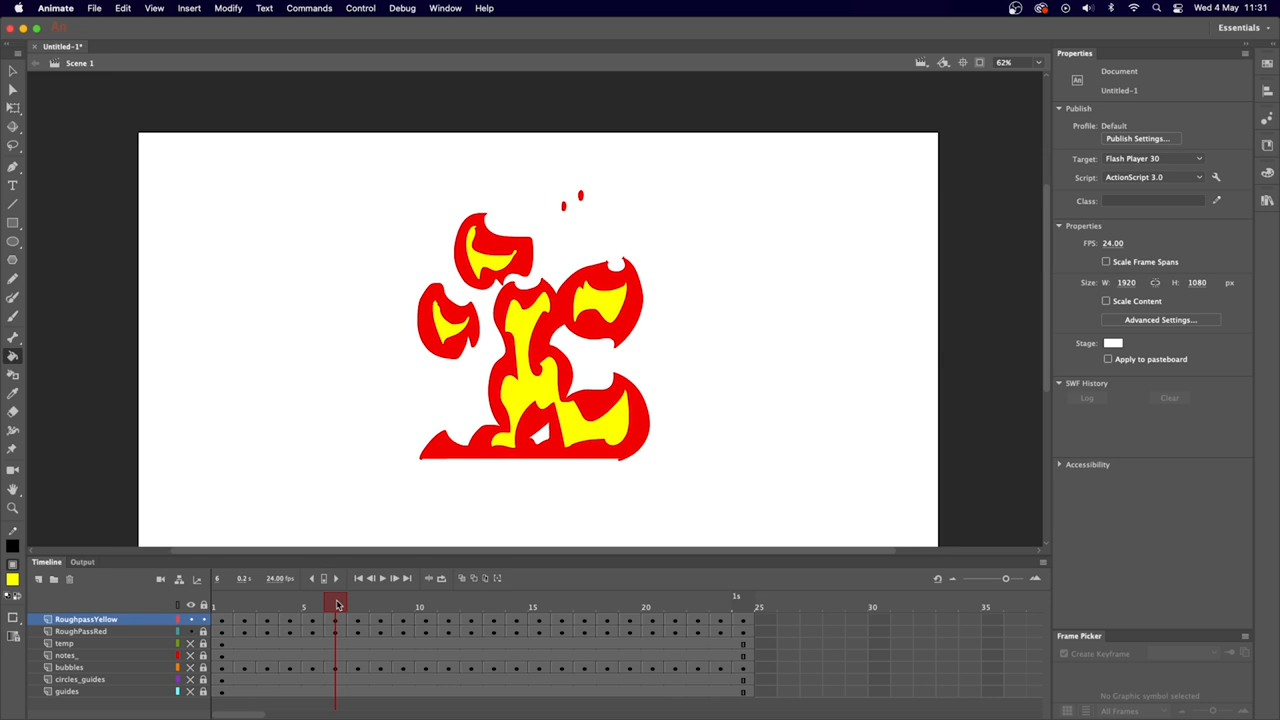 Animate File Edit View Insert Modify Text Commands Control Debug Window Help Wed 4 May 11:31
An Essentials
Untitled-1*
Scene 1 62%
Properties
Document
An
Untitled-1
Publish
Profile: Default
Publish Settings...
Target: Flash Player 30
Script: ActionScript 3.0
Class:
Properties
FPS: 24.00
Scale Frame Spans
Size: W: 1920 H: 1080 px
Scale Content
Advanced Settings...
Stage:
Apply to pasteboard
SWF History
Log Clear
Accessibility
Timeline Output
6 0.2 s 24.00 fps
1s
1 5 10 15 20 25 30 35
RoughpassYellow
RoughPassRed
temp
notes_
bubbles
circles_guides
guides
Frame Picker
Create Keyframe
No Graphic symbol selected
All Frames